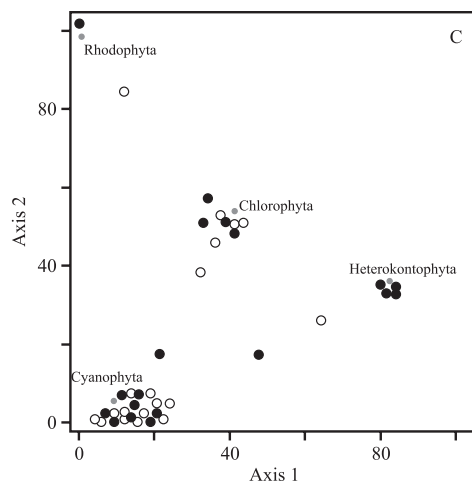 C
Rhodophyta
80
Chlorophyta
Axis 2
40
Heterokontophyta
Cyanophyta
0
0 40 80
Axis 1